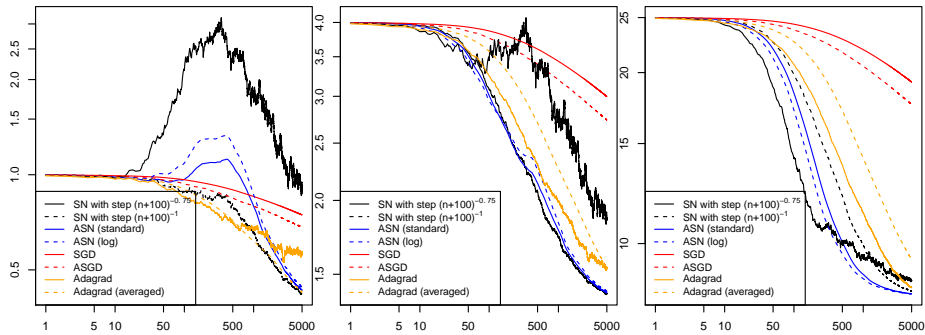 2.5
2.0
1.5
1.0
0.5
SN with step (n+100)^−0.75
SN with step (n+100)^−1
ASN (standard)
ASN (log)
SGD
ASGD
Adagrad
Adagrad (averaged)
1 5 10 50 500 5000
4.0
3.0
2.5
2.0
1.5
SN with step (n+100)^−0.75
SN with step (n+100)^−1
ASN (standard)
ASN (log)
SGD
ASGD
Adagrad
Adagrad (averaged)
1 5 10 50 500 5000
25
20
15
10
SN with step (n+100)^−0.75
SN with step (n+100)^−1
ASN (standard)
ASN (log)
SGD
ASGD
Adagrad
Adagrad (averaged)
1 5 10 50 500 5000